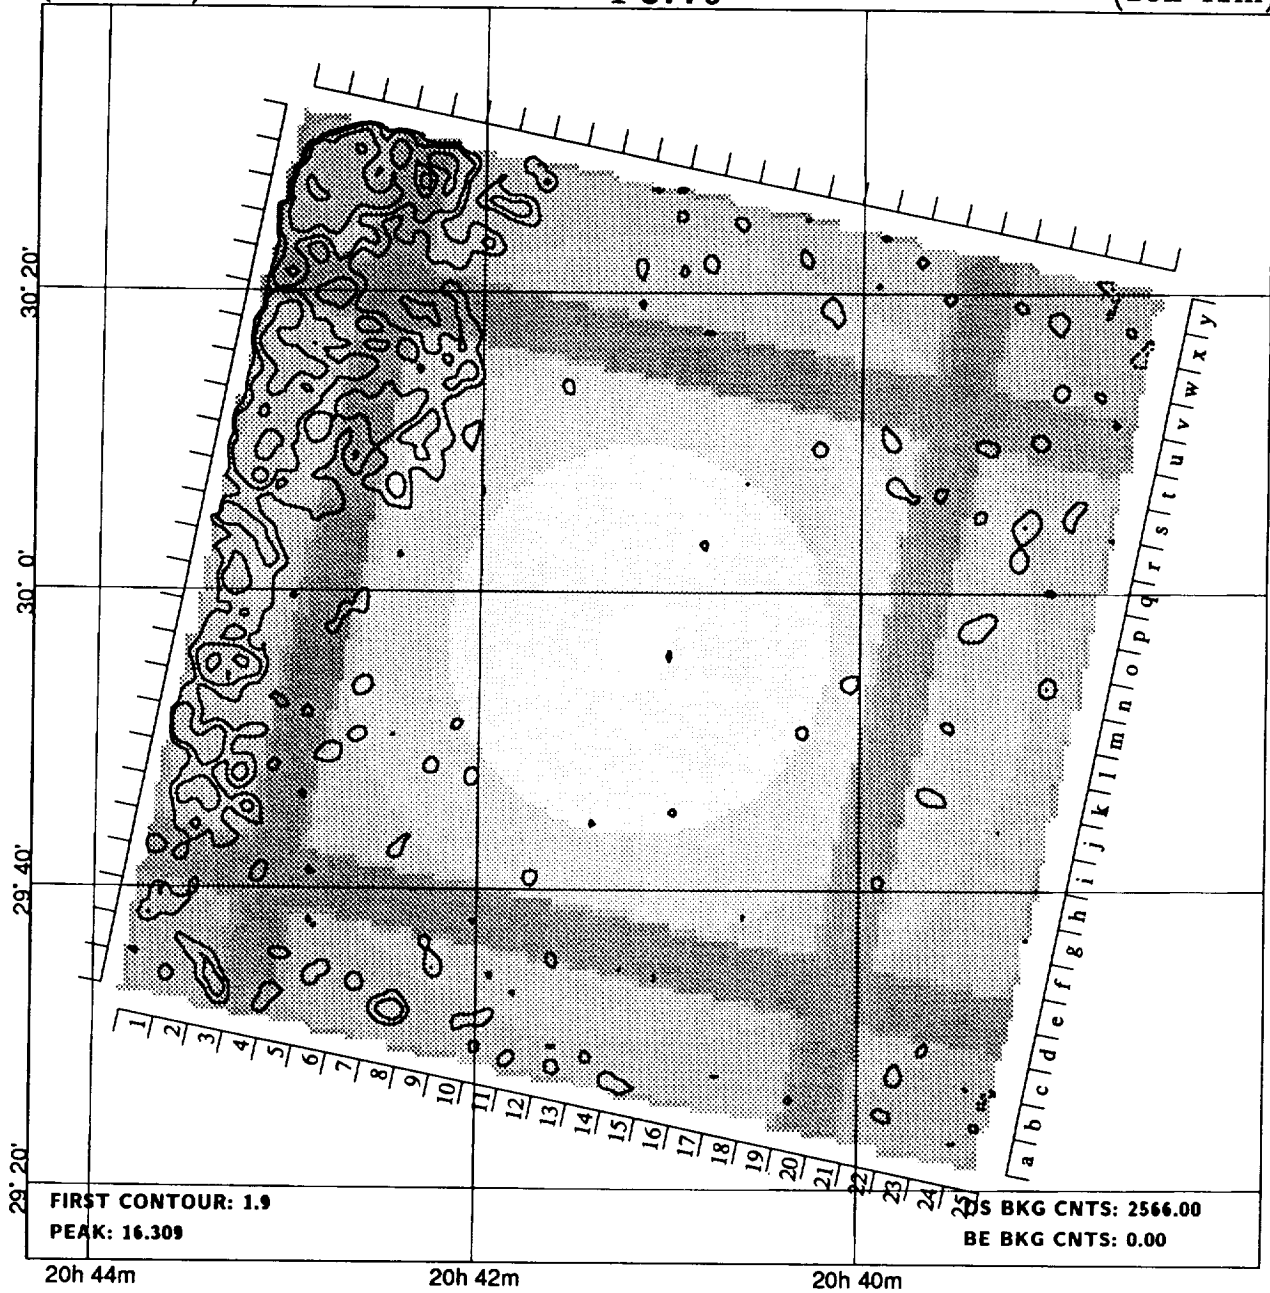 30° 20'
30° 0'
29° 40'
29° 20'
y
x
w
v
u
t
s
r
q
p
o
n
m
l
k
j
i
h
g
f
e
d
c
b
a
1 2 3 4 5 6 7 8 9 10 11 12 13 14 15 16 17 18 19 20 21 22 23 24 25
FIRST CONTOUR: 1.9
PEAK: 16.309
DS BKG CNTS: 2566.00
BE BKG CNTS: 0.00
20h 44m 20h 42m 20h 40m